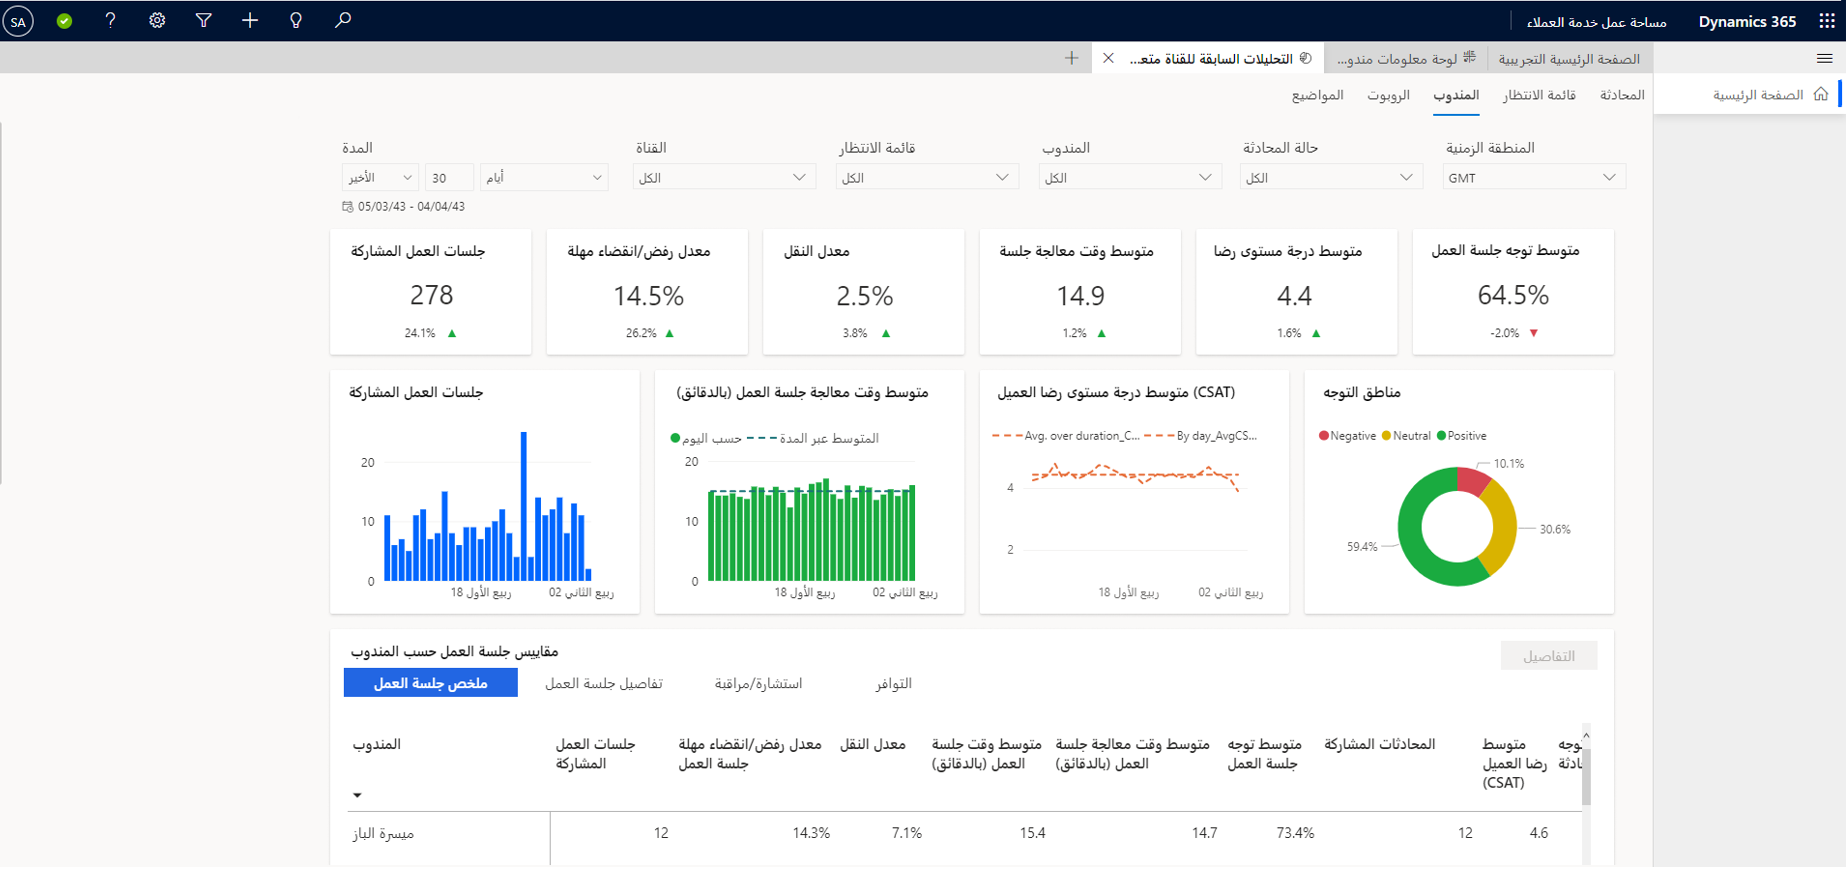 Dynamics 365
مساحة عمل خدمة العملاء
SA
الصفحة الرئيسية التجريبية
لوحة معلومات مندو...
التحليلات السابقة للقناة متع...
الصفحة الرئيسية
المحادثة
قائمة الانتظار
المندوب
الروبوت
المواضيع
المنطقة الزمنية
حالة المحادثة
المندوب
قائمة الانتظار
القناة
المدة
GMT
الكل
الكل
الكل
الكل
أيام
30
الأخير
05/03/43 - 04/04/43
متوسط توجه جلسة العمل
64.5%
-2.0%
متوسط درجة مستوى رضا
4.4
1.6%
متوسط وقت معالجة جلسة
14.9
1.2%
معدل النقل
2.5%
3.8%
معدل رفض/انقضاء مهلة
14.5%
26.2%
جلسات العمل المشاركة
278
24.1%
مناطق التوجه
Negative Neutral Positive
10.1%
30.6%
59.4%
متوسط درجة مستوى رضا العميل (CSAT)
Avg. over duration_C... By day_AvgCS...
4
2
18 ربيع الأول
02 ربيع الثاني
متوسط وقت معالجة جلسة العمل (بالدقائق)
حسب اليوم
المتوسط عبر المدة
20
10
0
18 ربيع الأول
02 ربيع الثاني
جلسات العمل المشاركة
20
10
0
18 ربيع الأول
02 ربيع الثاني
مقاييس جلسة العمل حسب المندوب
التفاصيل
ملخص جلسة العمل
تفاصيل جلسة العمل
استشارة/مراقبة
التوافر
المندوب
جلسات العمل
المشاركة
معدل رفض/انقضاء مهلة
جلسة العمل
معدل النقل
متوسط وقت جلسة
العمل (بالدقائق)
متوسط وقت معالجة جلسة
العمل (بالدقائق)
متوسط توجه
جلسة العمل
المحادثات المشاركة
متوسط
رضا العميل
(CSAT)
ميسرة الباز
12
14.3%
7.1%
15.4
14.7
73.4%
12
4.6